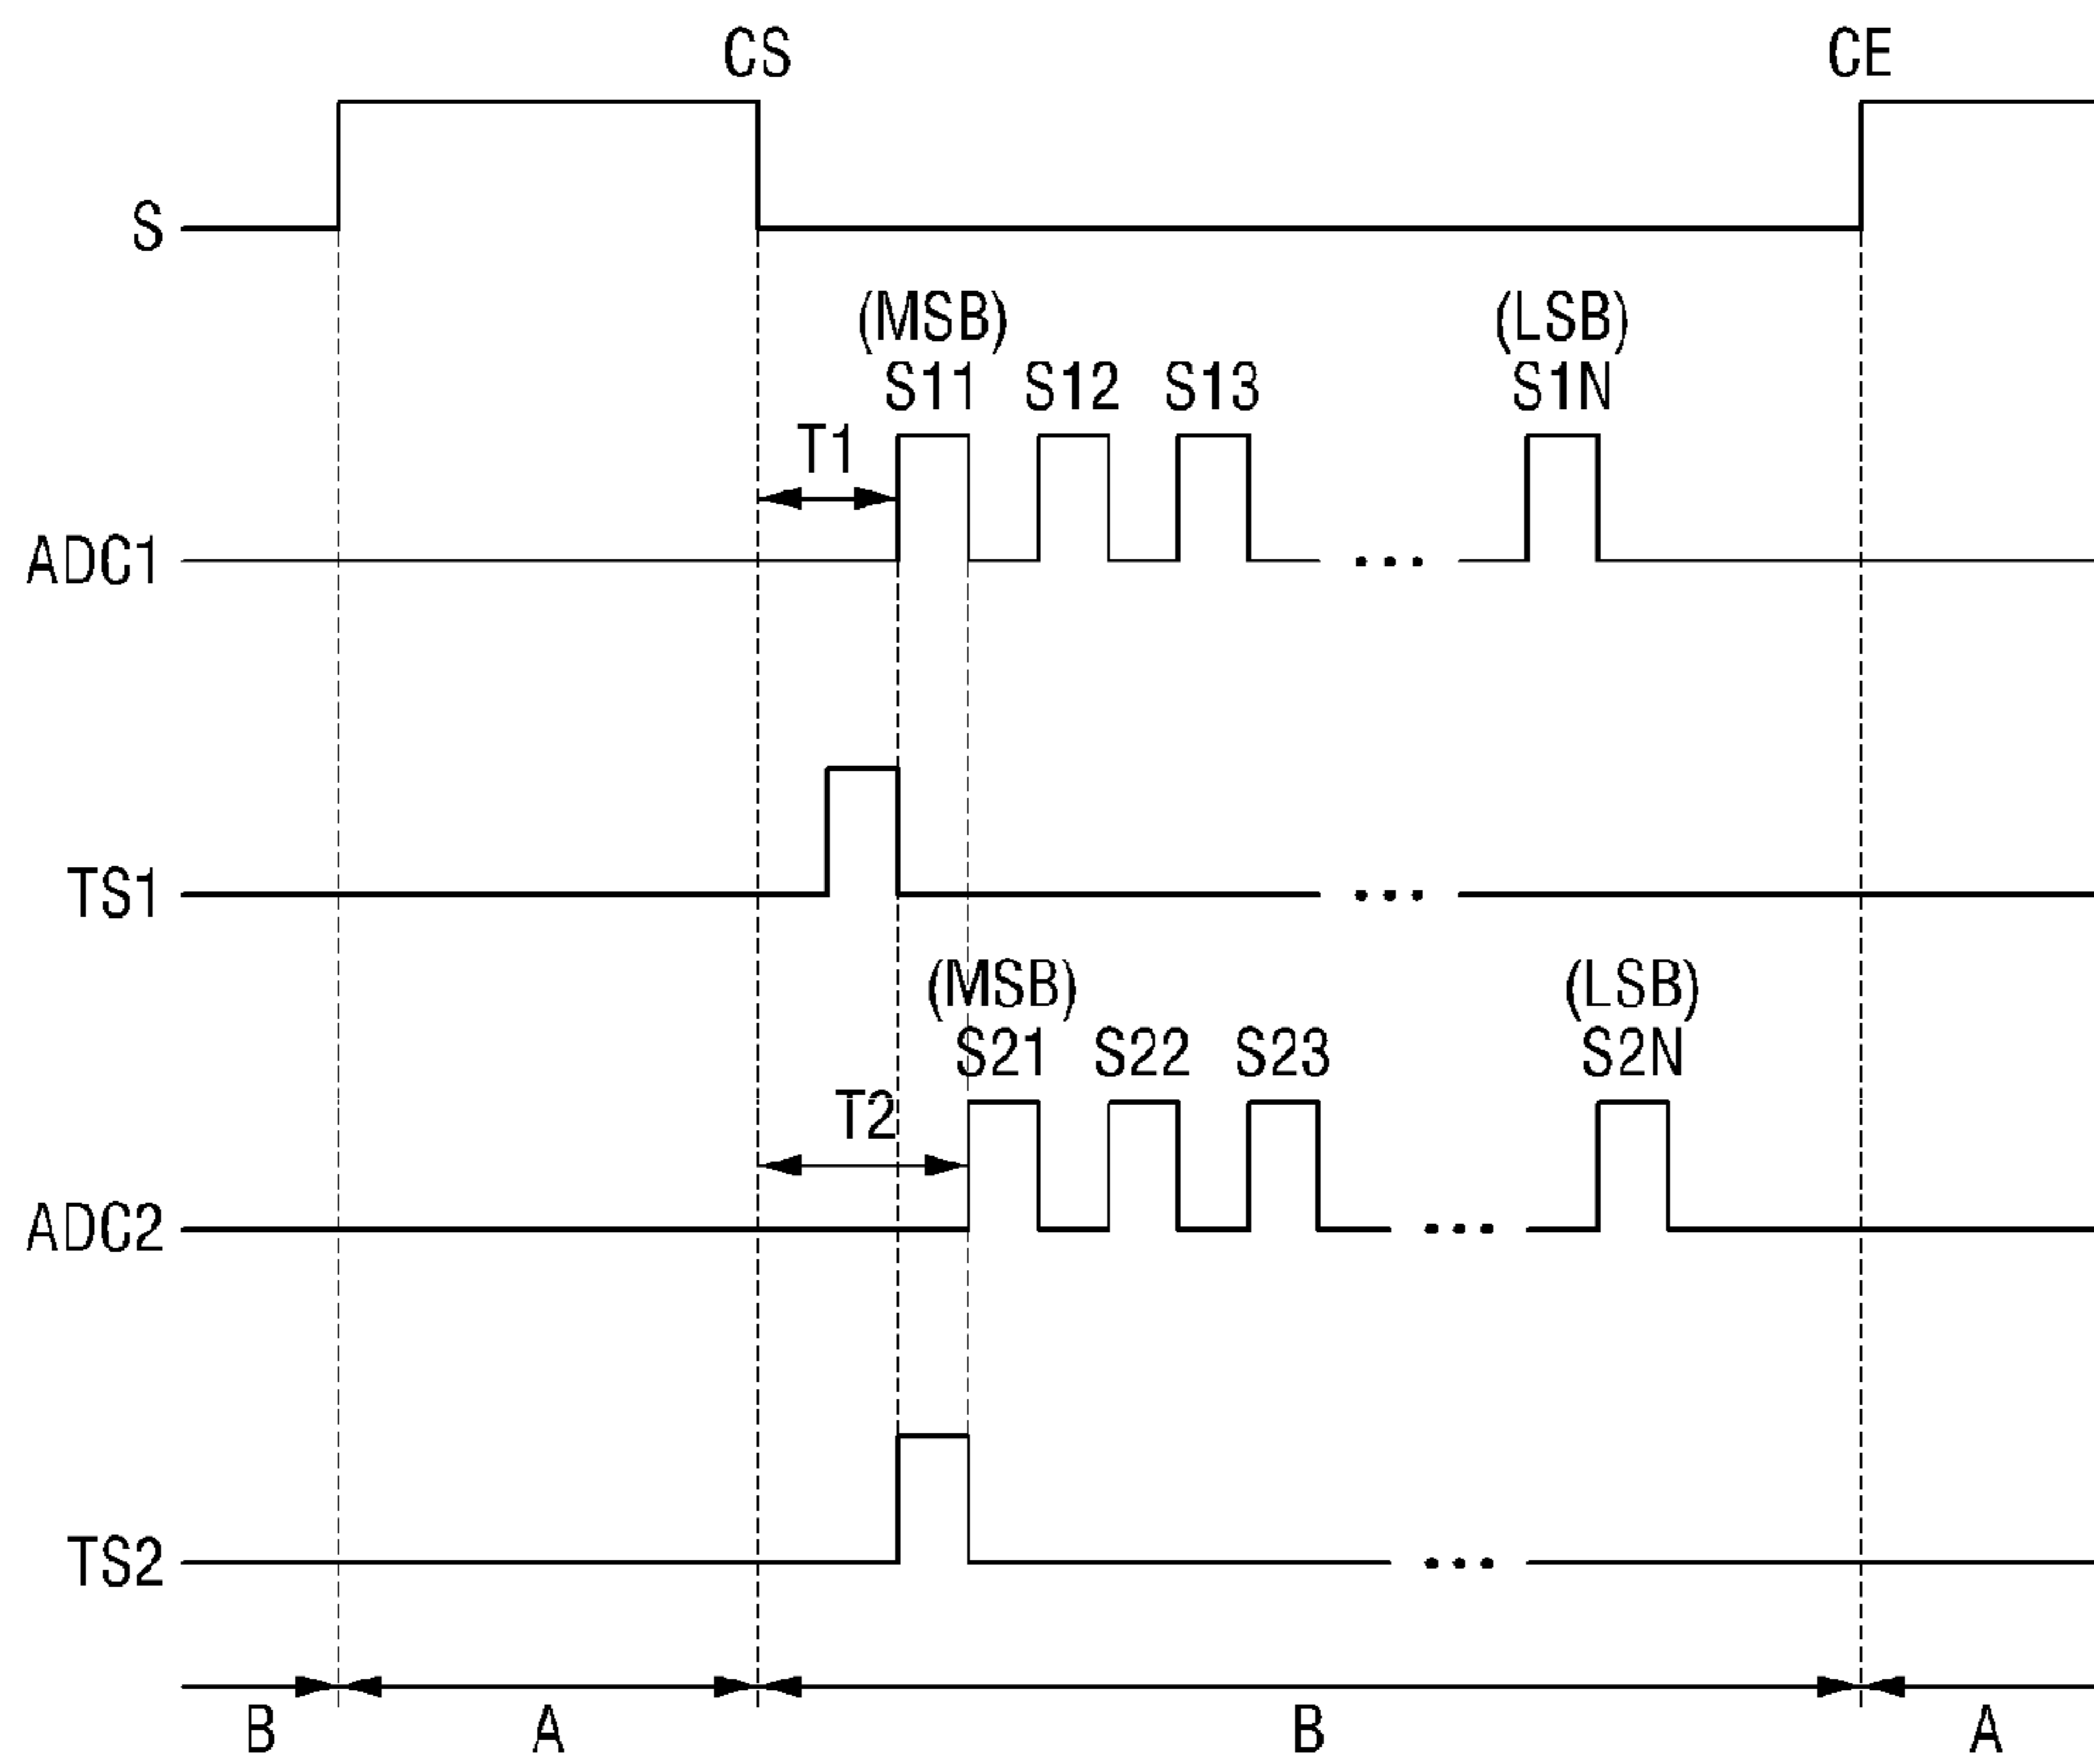 CS CE
S
(MSB) (LSB)
S11 S12 S13 S1N
T1
ADC1 ...
TS1 ...
(MSB) (LSB)
S21 S22 S23 S2N
T2
ADC2 ...
TS2 ...
B A B A